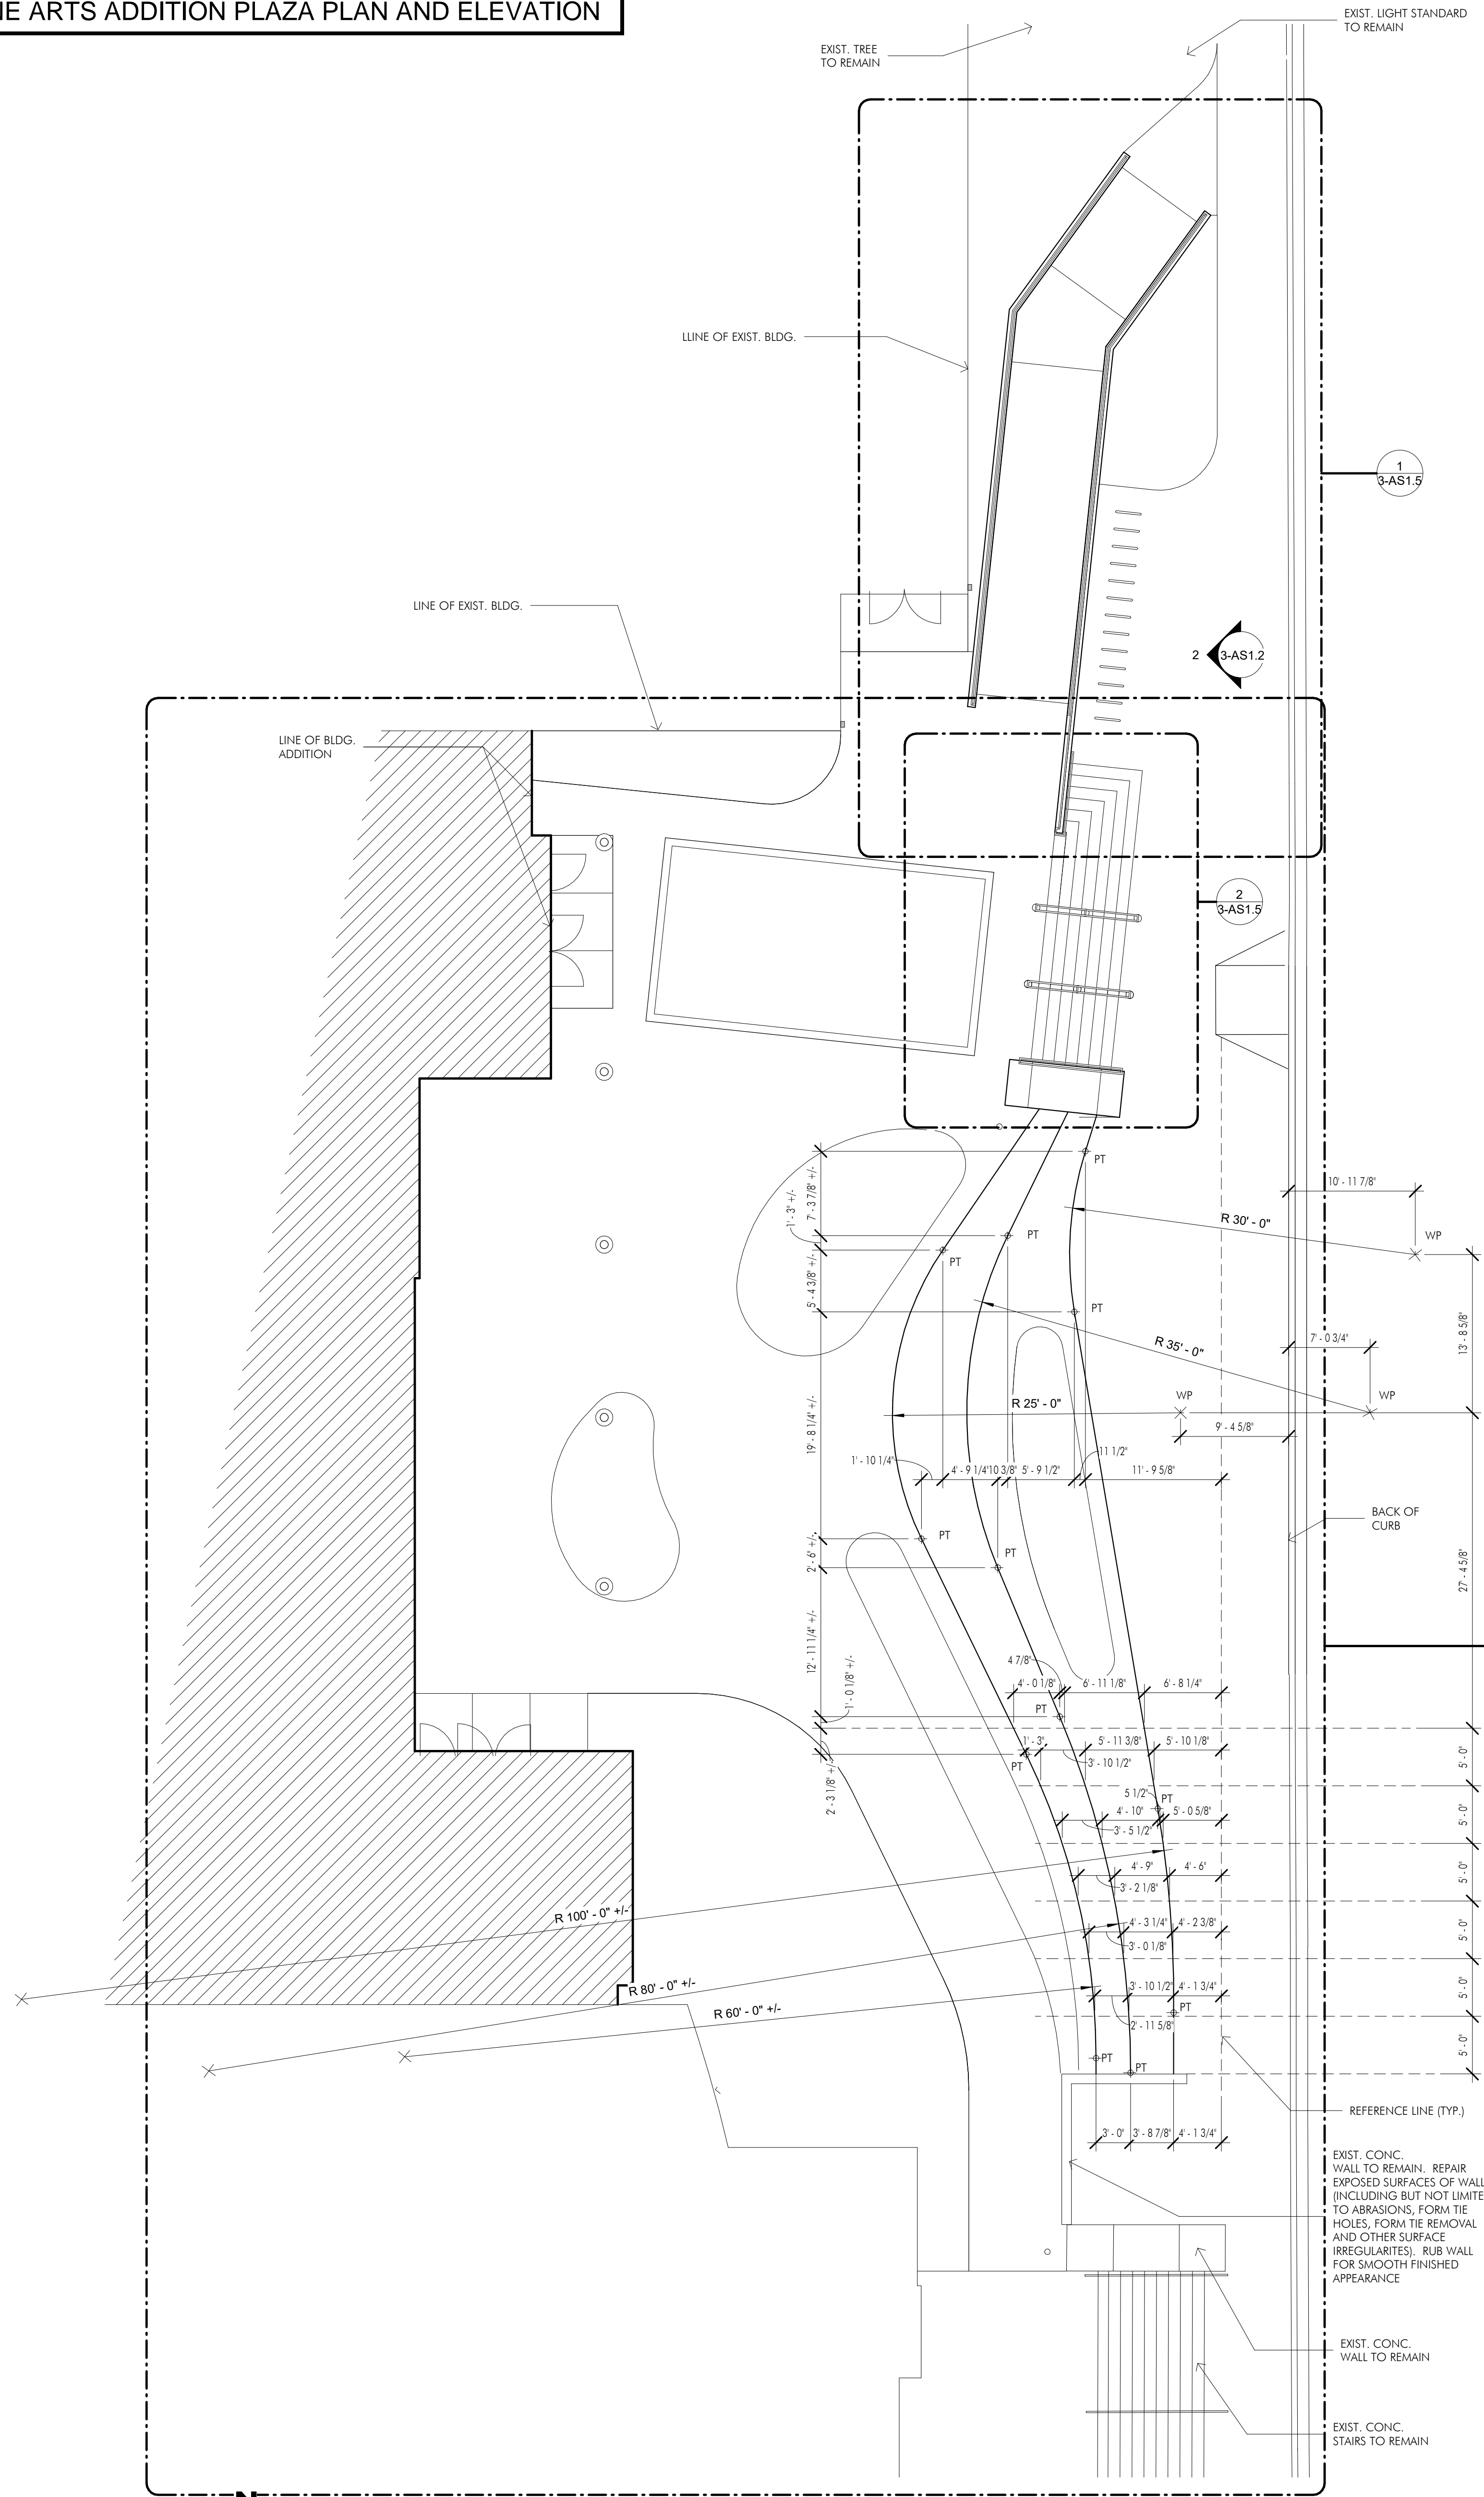 NE ARTS ADDITION PLAZA PLAN AND ELEVATION
EXIST. LIGHT STANDARD
TO REMAIN
EXIST. TREE
TO REMAIN
LLINE OF EXIST. BLDG.
1
3-AS1.5
LINE OF EXIST. BLDG.
2
3-AS1.2
LINE OF BLDG.
ADDITION
2
3-AS1.5
PT
10' - 11 7/8"
7' - 3 7/8" +/-
1' - 3" +/-
R 30' - 0"
WP
PT
PT
5' - 4 3/8" +/-
PT
13' - 8 5/8"
7' - 0 3/4"
R 35' - 0"
WP
WP
R 25' - 0"
9' - 4 5/8"
19' - 8 1/4" +/-
11 1/2"
1' - 10 1/4"
4' - 9 1/4"
10 3/8"
5' - 9 1/2"
11' - 9 5/8"
BACK OF
CURB
PT
PT
2' - 6" +/-
27' - 4 5/8"
12' - 11 1/4" +/-
4 7/8"
1' - 0 1/8" +/-
4' - 0 1/8"
6' - 11 1/8"
6' - 8 1/4"
PT
1' - 3"
5' - 11 3/8"
5' - 10 1/8"
3' - 10 1/2"
PT
5' - 0"
2' - 3 1/8" +/-
5 1/2"
PT
4' - 10"
5' - 0 5/8"
3' - 5 1/2"
5' - 0"
4' - 9"
4' - 6"
3' - 2 1/8"
5' - 0"
R 100' - 0" +/-
4' - 3 1/4"
4' - 2 3/8"
3' - 0 1/8"
5' - 0"
R 80' - 0" +/-
3' - 10 1/2"
4' - 1 3/4"
R 60' - 0" +/-
PT
2' - 11 5/8"
5' - 0"
PT
PT
5' - 0"
REFERENCE LINE (TYP.)
3' - 0"
3' - 8 7/8"
4' - 1 3/4"
EXIST. CONC.
WALL TO REMAIN. REPAIR
EXPOSED SURFACES OF WALL
(INCLUDING BUT NOT LIMITE
TO ABRASIONS, FORM TIE
HOLES, FORM TIE REMOVAL
AND OTHER SURFACE
IRREGULARITES). RUB WALL
FOR SMOOTH FINISHED
APPEARANCE
EXIST. CONC.
WALL TO REMAIN
EXIST. CONC.
STAIRS TO REMAIN